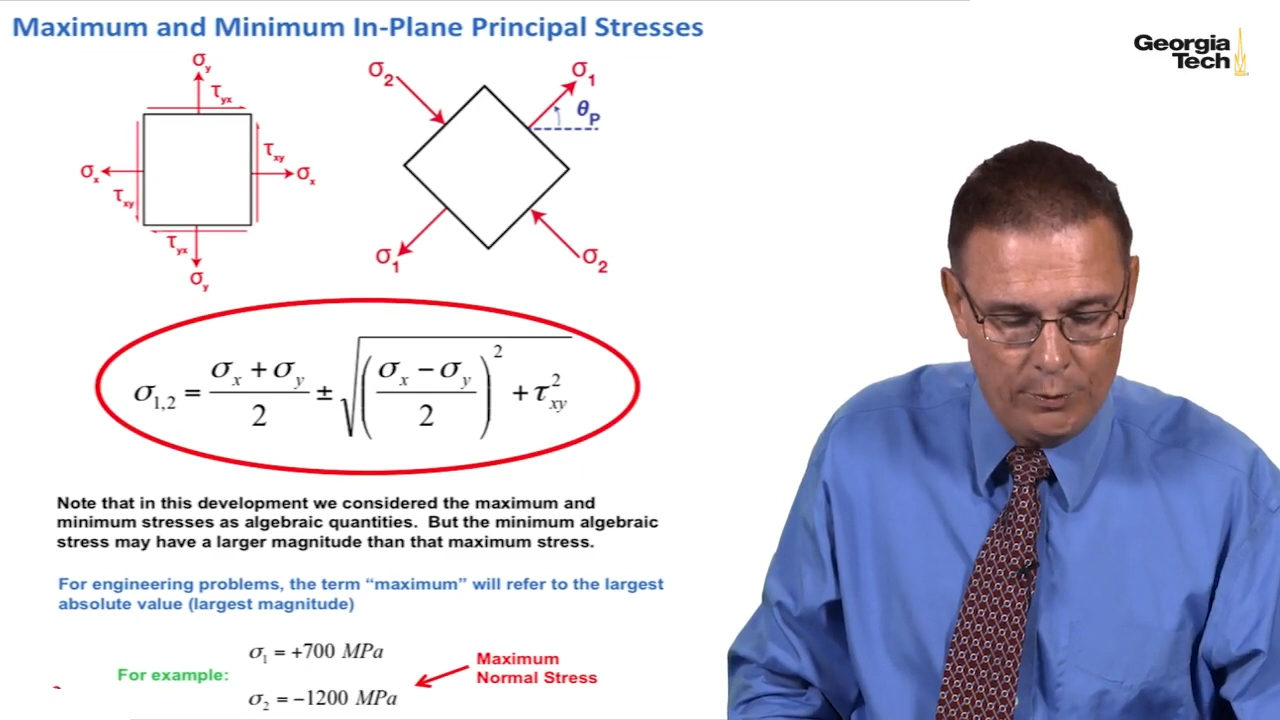 Maximum and Minimum In-Plane Principal Stresses
Georgia
Tech
σy
τyx
σx
τxy
τxy
σx
τyx
σy
σ2
σ1
θP
σ1
σ2
σ1,2 = (σx + σy)/2 ± √(((σx − σy)/2)² + τ²xy)
Note that in this development we considered the maximum and
minimum stresses as algebraic quantities. But the minimum algebraic
stress may have a larger magnitude than that maximum stress.
For engineering problems, the term “maximum” will refer to the largest
absolute value (largest magnitude)
For example:
σ1 = +700 MPa
σ2 = −1200 MPa
Maximum
Normal Stress